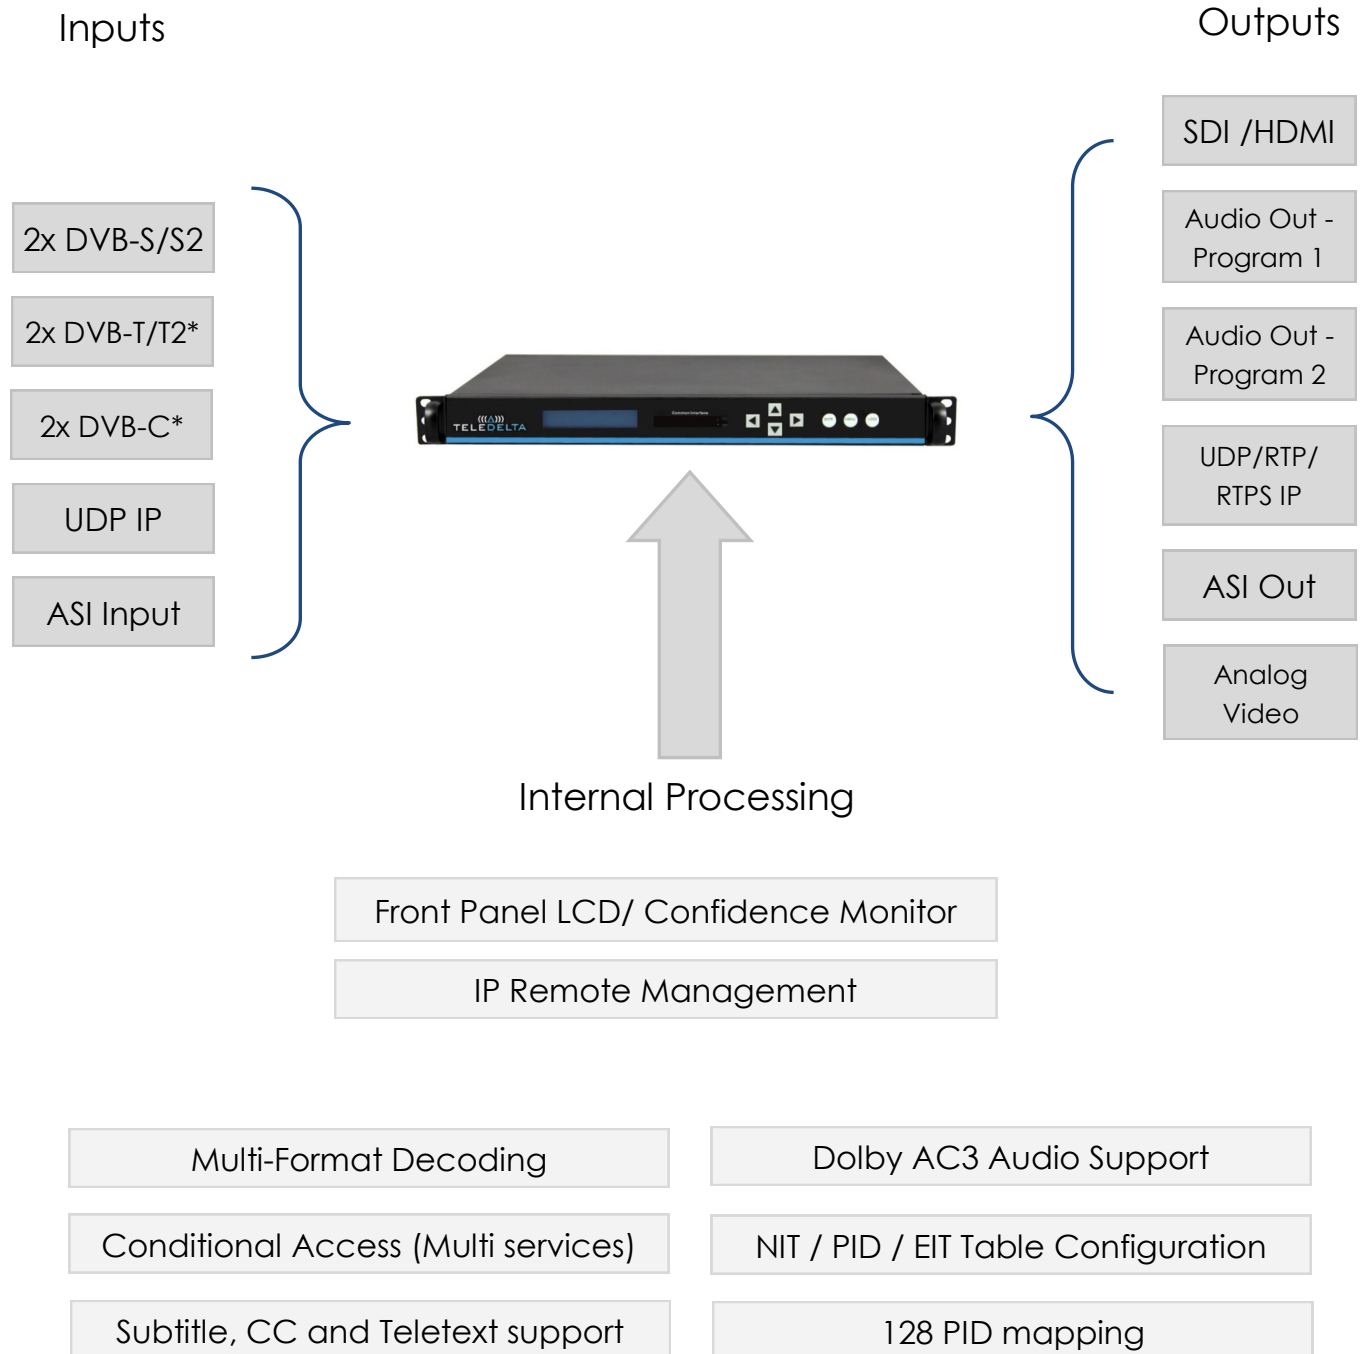 Inputs
Outputs
2x DVB-S/S2
2x DVB-T/T2*
2x DVB-C*
UDP IP
ASI Input
TELEDELTA
Common Interface
SDI /HDMI
Audio Out -
Program 1
Audio Out -
Program 2
UDP/RTP/
RTPS IP
ASI Out
Analog
Video
Internal Processing
Front Panel LCD/ Confidence Monitor
IP Remote Management
Multi-Format Decoding
Dolby AC3 Audio Support
Conditional Access (Multi services)
NIT / PID / EIT Table Configuration
Subtitle, CC and Teletext support
128 PID mapping